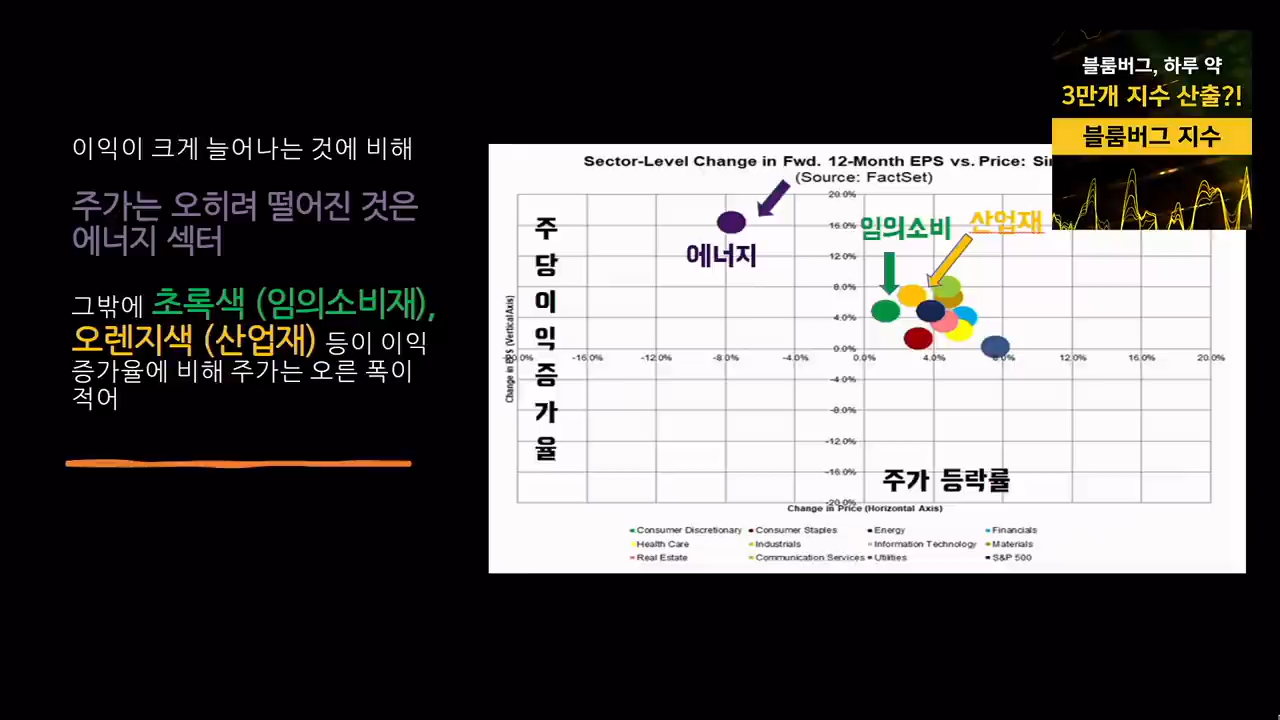 이익이 크게 늘어나는 것에 비해
주가는 오히려 떨어진 것은
에너지 섹터
그밖에 초록색 (임의소비재),
오렌지색 (산업재) 등이 이익
증가율에 비해 주가는 오른 폭이
적어
블룸버그, 하루 약
3만개 지수 산출?!
블룸버그 지수
Sector-Level Change in Fwd. 12-Month EPS vs. Price:
(Source: FactSet)
주당이익증가율
Change in EPS (Vertical Axis)
에너지
임의소비
산업재
20.0%
16.0%
12.0%
8.0%
4.0%
0.0%
-12.0% -8.0% -4.0% 0.0% 4.0% 8.0% 12.0% 16.0% 20.0%
-4.0%
-8.0%
-12.0%
-16.0%
-20.0%
주가 등락률
Change in Price (Horizontal Axis)
Consumer Discretionary Consumer Staples Energy Financials
Health Care Industrials Information Technology Materials
Real Estate Communication Services Utilities S&P 500